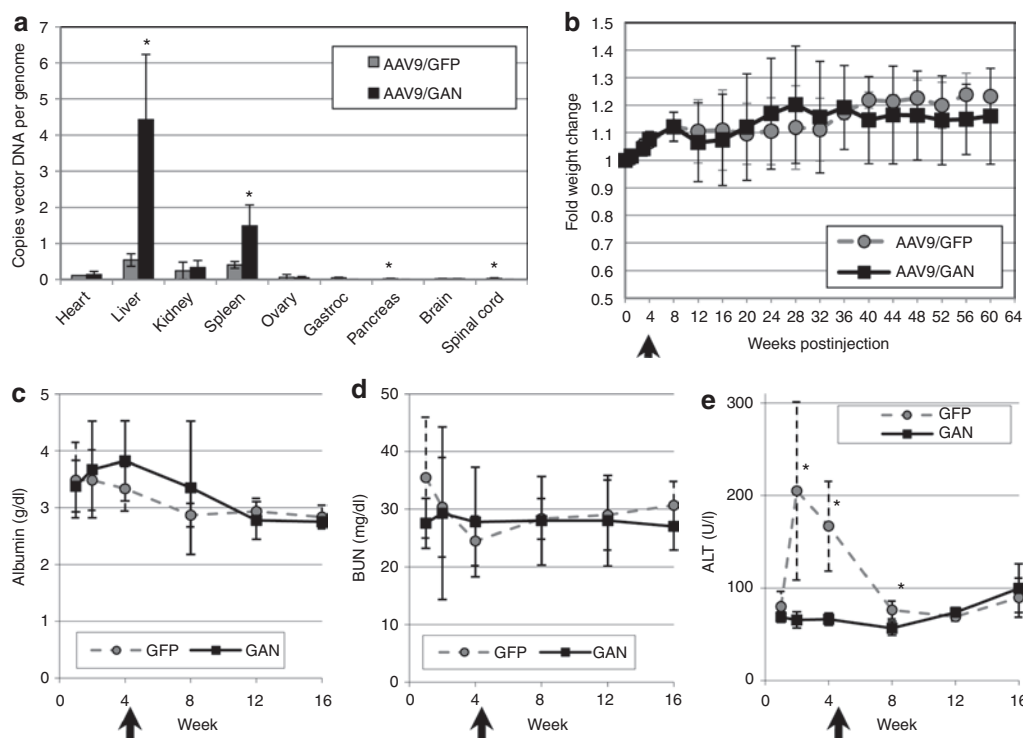 a
7
6
5
4
3
2
1
0
Copies vector DNA per genome
*
*
*
*
AAV9/GFP
AAV9/GAN
Heart
Liver
Kidney
Spleen
Ovary
Gastroc
Pancreas
Brain
Spinal cord
b
1.5
1.4
1.3
1.2
1.1
1
0.9
0.8
0.7
0.6
0.5
Fold weight change
AAV9/GFP
AAV9/GAN
0 4 8 12 16 20 24 28 32 36 40 44 48 52 56 60 64
Weeks postinjection
c
5
4
3
2
1
0
Albumin (g/dl)
GFP GAN
0 4 8 12 16
Week
d
50
40
30
20
10
0
BUN (mg/dl)
GFP GAN
0 4 8 12 16
Week
e
300
200
100
0
ALT (U/l)
GFP
GAN
*
*
*
0 4 8 12 16
Week